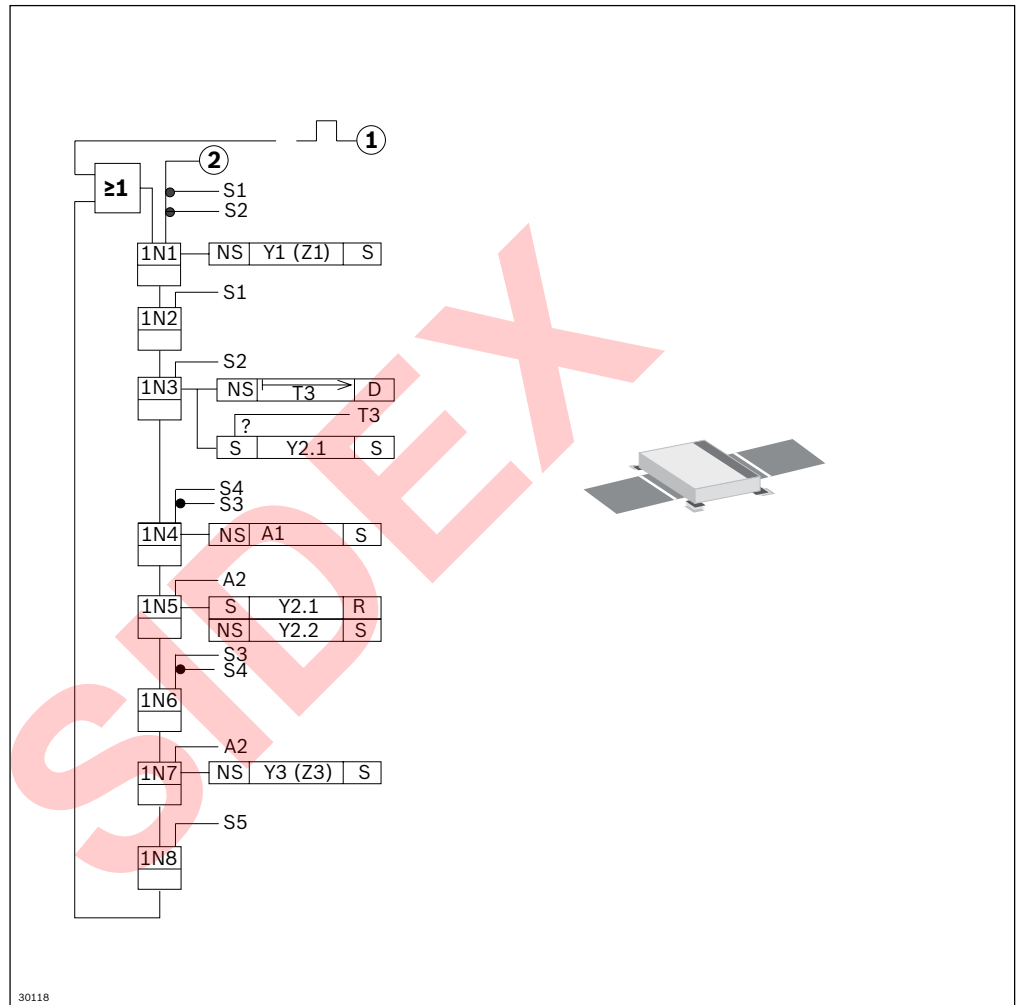 1
2
≥1
S1
S2
1N1 NS Y1 (Z1) S
S1
1N2
S2
1N3 NS T3 D
T3
?
S Y2.1 S
S4
S3
1N4 NS A1 S
A2
1N5 S Y2.1 R
NS Y2.2 S
S3
S4
1N6
A2
1N7 NS Y3 (Z3) S
S5
1N8
SIDEX
30118